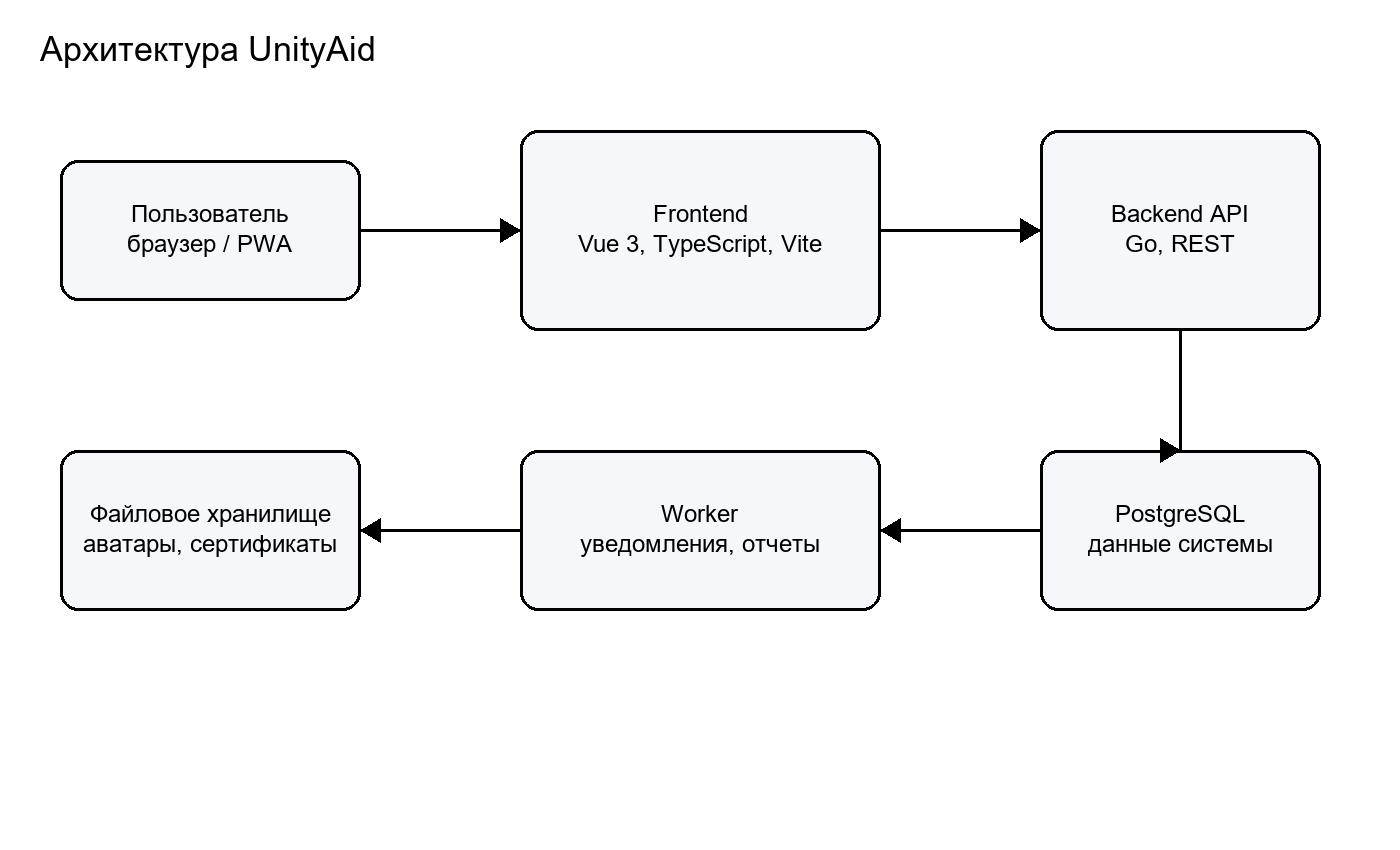 Архитектура UnityAid
Пользователь
браузер / PWA
Frontend
Vue 3, TypeScript, Vite
Backend API
Go, REST
Файловое хранилище
аватары, сертификаты
Worker
уведомления, отчеты
PostgreSQL
данные системы